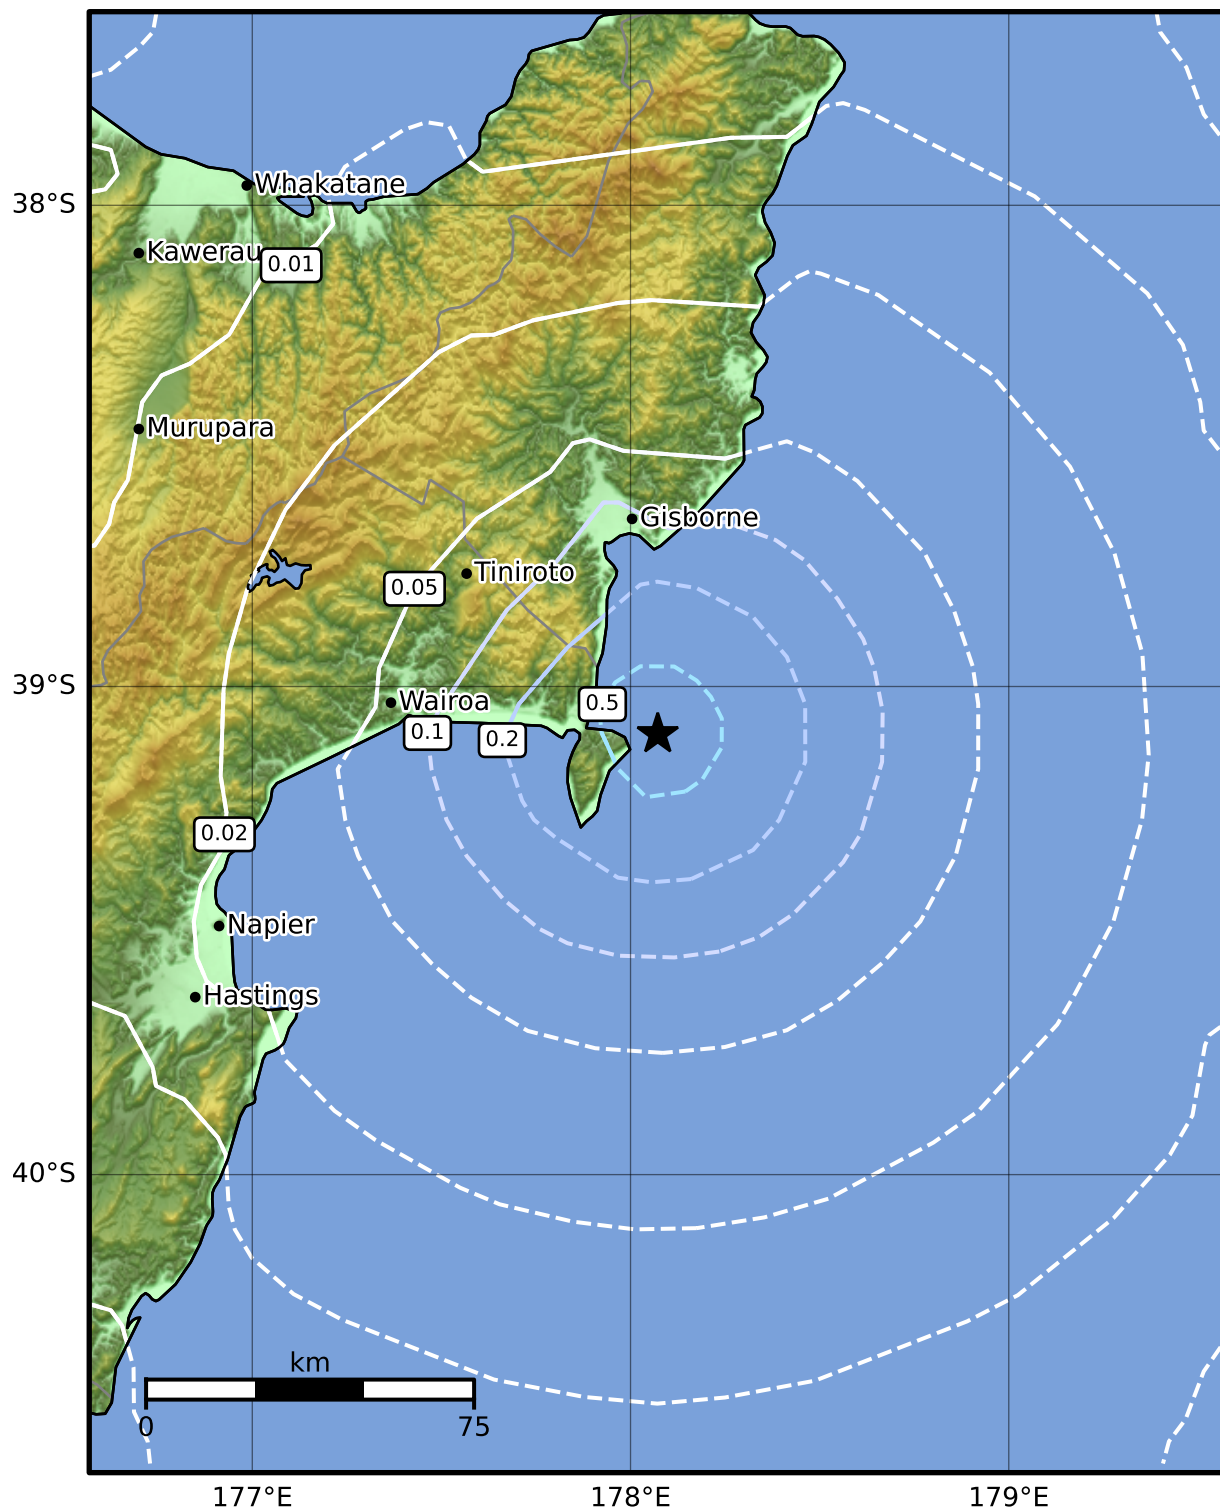 Whakatane
38°S
Kawerau
0.01
Murupara
Gisborne
Tiniroto
0.05
39°S
Wairoa
0.5
0.1
0.2
0.02
Napier
Hastings
40°S
km
0
75
177°E
178°E
179°E